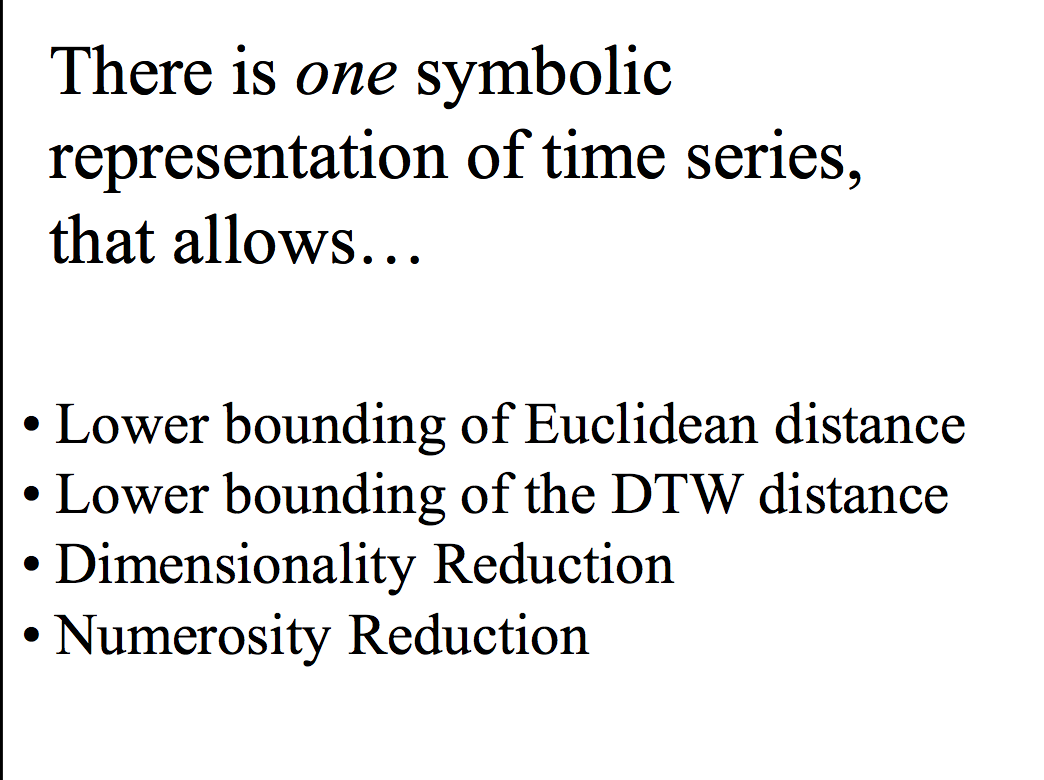 There is one symbolic
representation of time series,
that allows…
• Lower bounding of Euclidean distance
• Lower bounding of the DTW distance
• Dimensionality Reduction
• Numerosity Reduction